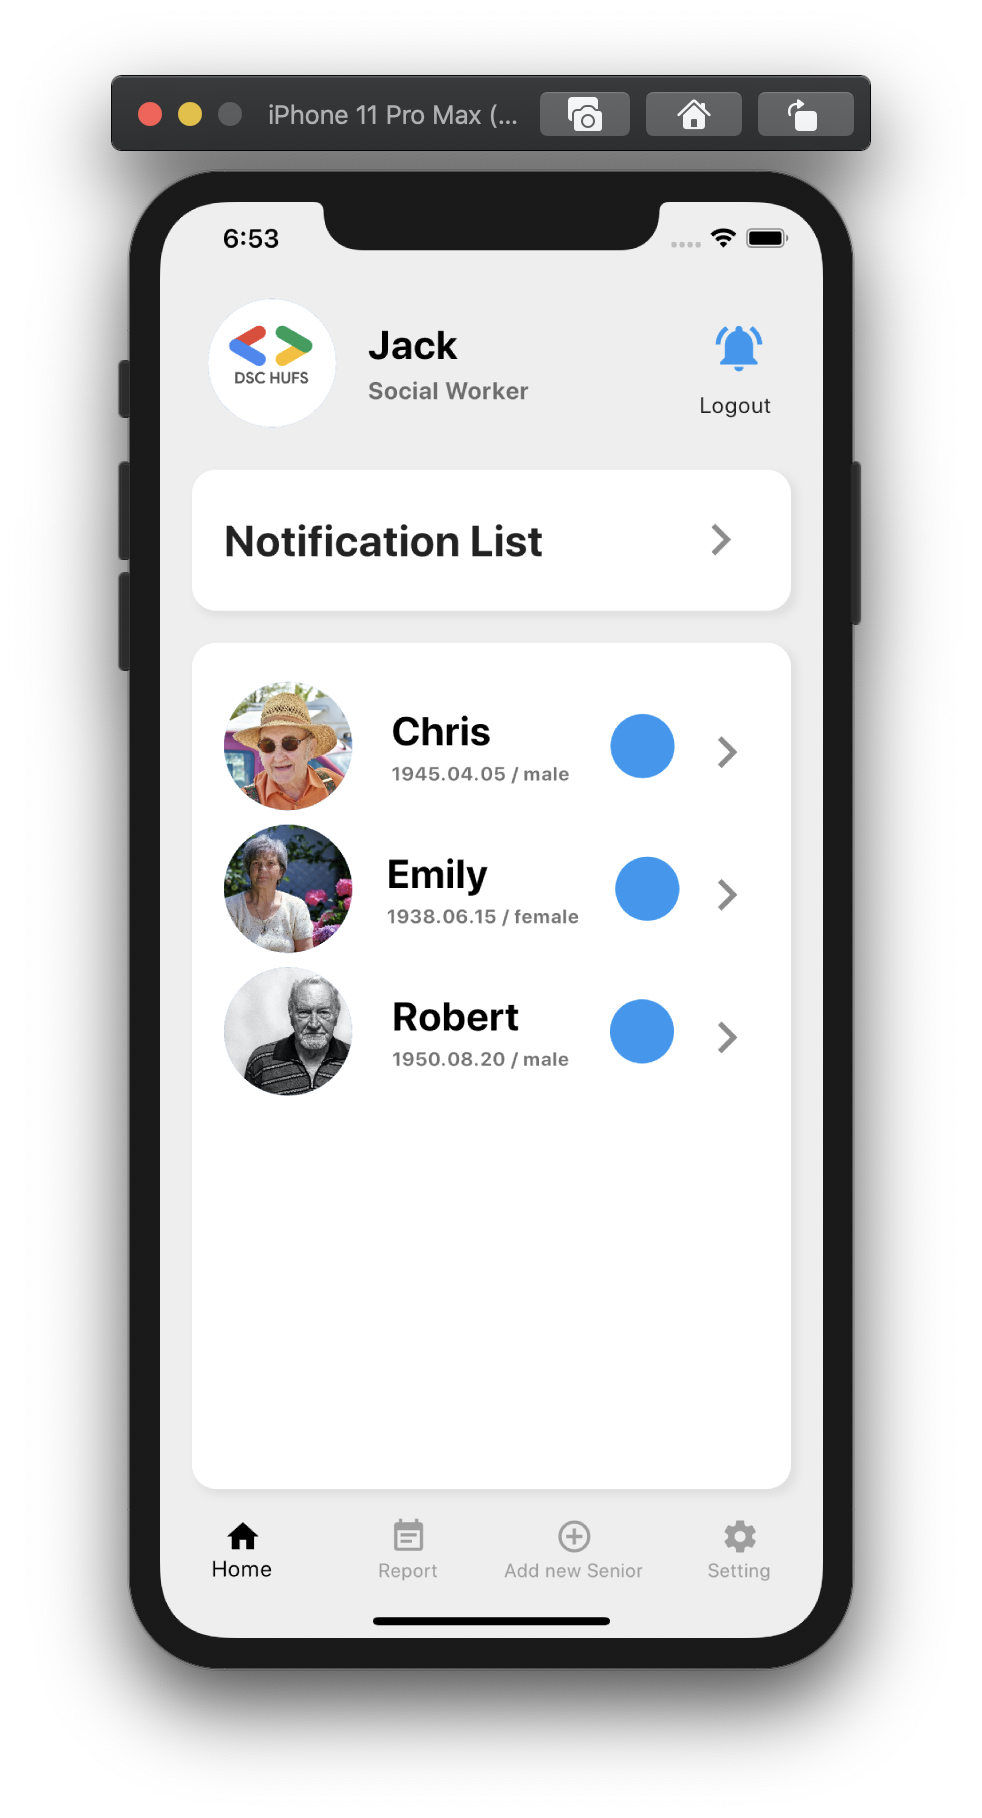 iPhone 11 Pro Max (...
6:53
DSC HUFS
Jack
Social Worker
Logout
Notification List
Chris
1945.04.05 / male
Emily
1938.06.15 / female
Robert
1950.08.20 / male
Home
Report
Add new Senior
Setting